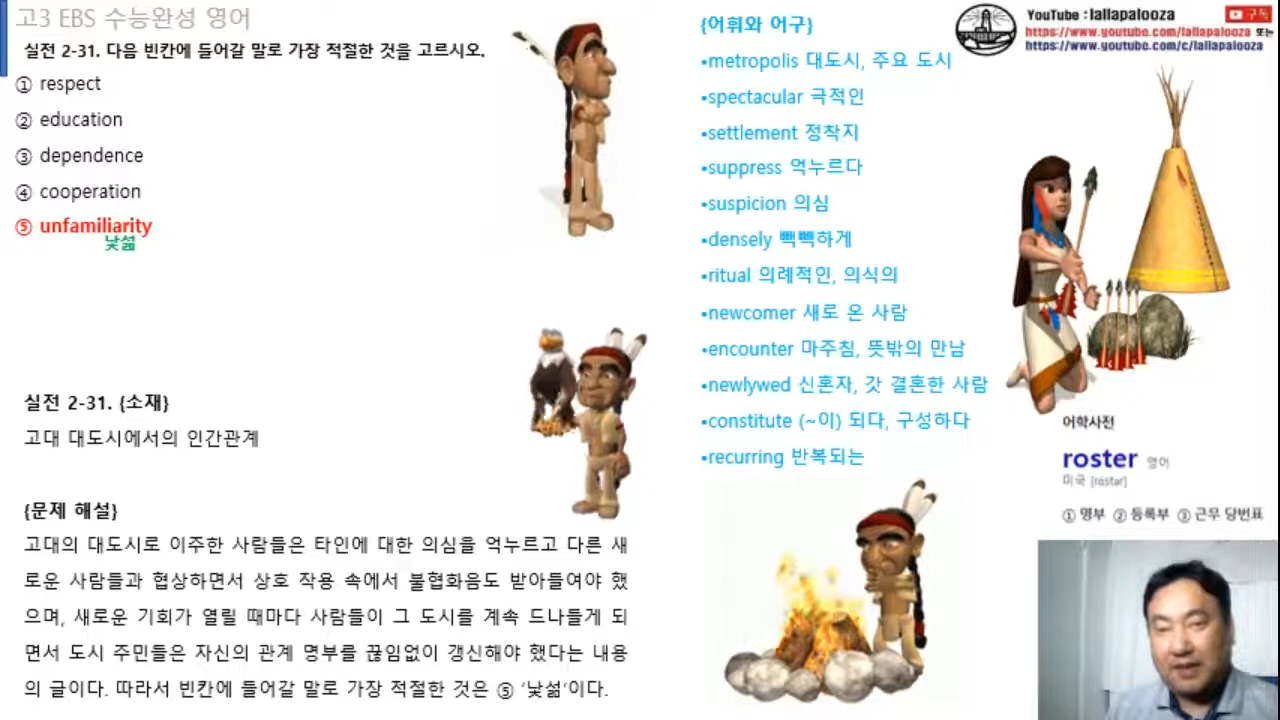 고3 EBS 수능완성 영어
실전 2-31. 다음 빈칸에 들어갈 말로 가장 적절한 것을 고르시오.
① respect
② education
③ dependence
④ cooperation
⑤ unfamiliarity
낯섦
실전 2-31. {소재}
고대 대도시에서의 인간관계
{문제 해설}
고대의 대도시로 이주한 사람들은 타인에 대한 의심을 억누르고 다른 새
로운 사람들과 협상하면서 상호 작용 속에서 불협화음도 받아들여야 했
으며, 새로운 기회가 열릴 때마다 사람들이 그 도시를 계속 드나들게 되
면서 도시 주민들은 자신의 관계 명부를 끊임없이 갱신해야 했다는 내용
의 글이다. 따라서 빈칸에 들어갈 말로 가장 적절한 것은 ⑤ ‘낯섦’이다.
{어휘와 어구}
•metropolis 대도시, 주요 도시
•spectacular 극적인
•settlement 정착지
•suppress 억누르다
•suspicion 의심
•densely 빽빽하게
•ritual 의례적인, 의식의
•newcomer 새로 온 사람
•encounter 마주침, 뜻밖의 만남
•newlywed 신혼자, 갓 결혼한 사람
•constitute (~이) 되다, 구성하다
•recurring 반복되는
YouTube : lallapalooza
구독
https://www.youtube.com/lallapalooza 또는
https://www.youtube.com/c/lallapalooza
어학사전
roster 영어
미국 [rɑstər]
① 명부 ② 등록부 ③ 근무 당번표